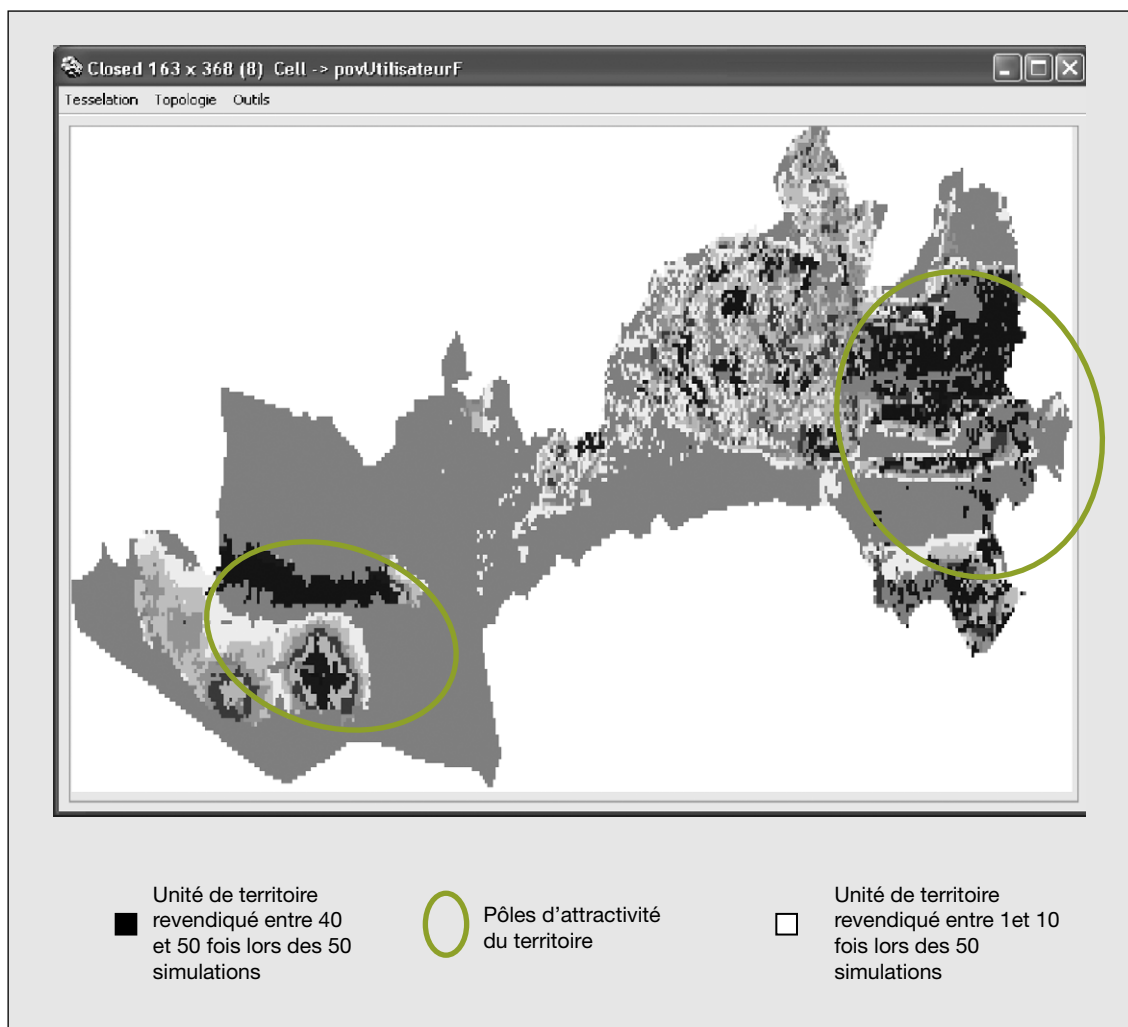 Closed 163 x 368 (8) Cell -> povUtilisateurF
Tesselation Topologie Outils
Unité de territoire
revendiqué entre 40
et 50 fois lors des 50
simulations
Pôles d'attractivité
du territoire
Unité de territoire
revendiqué entre 1et 10
fois lors des 50
simulations